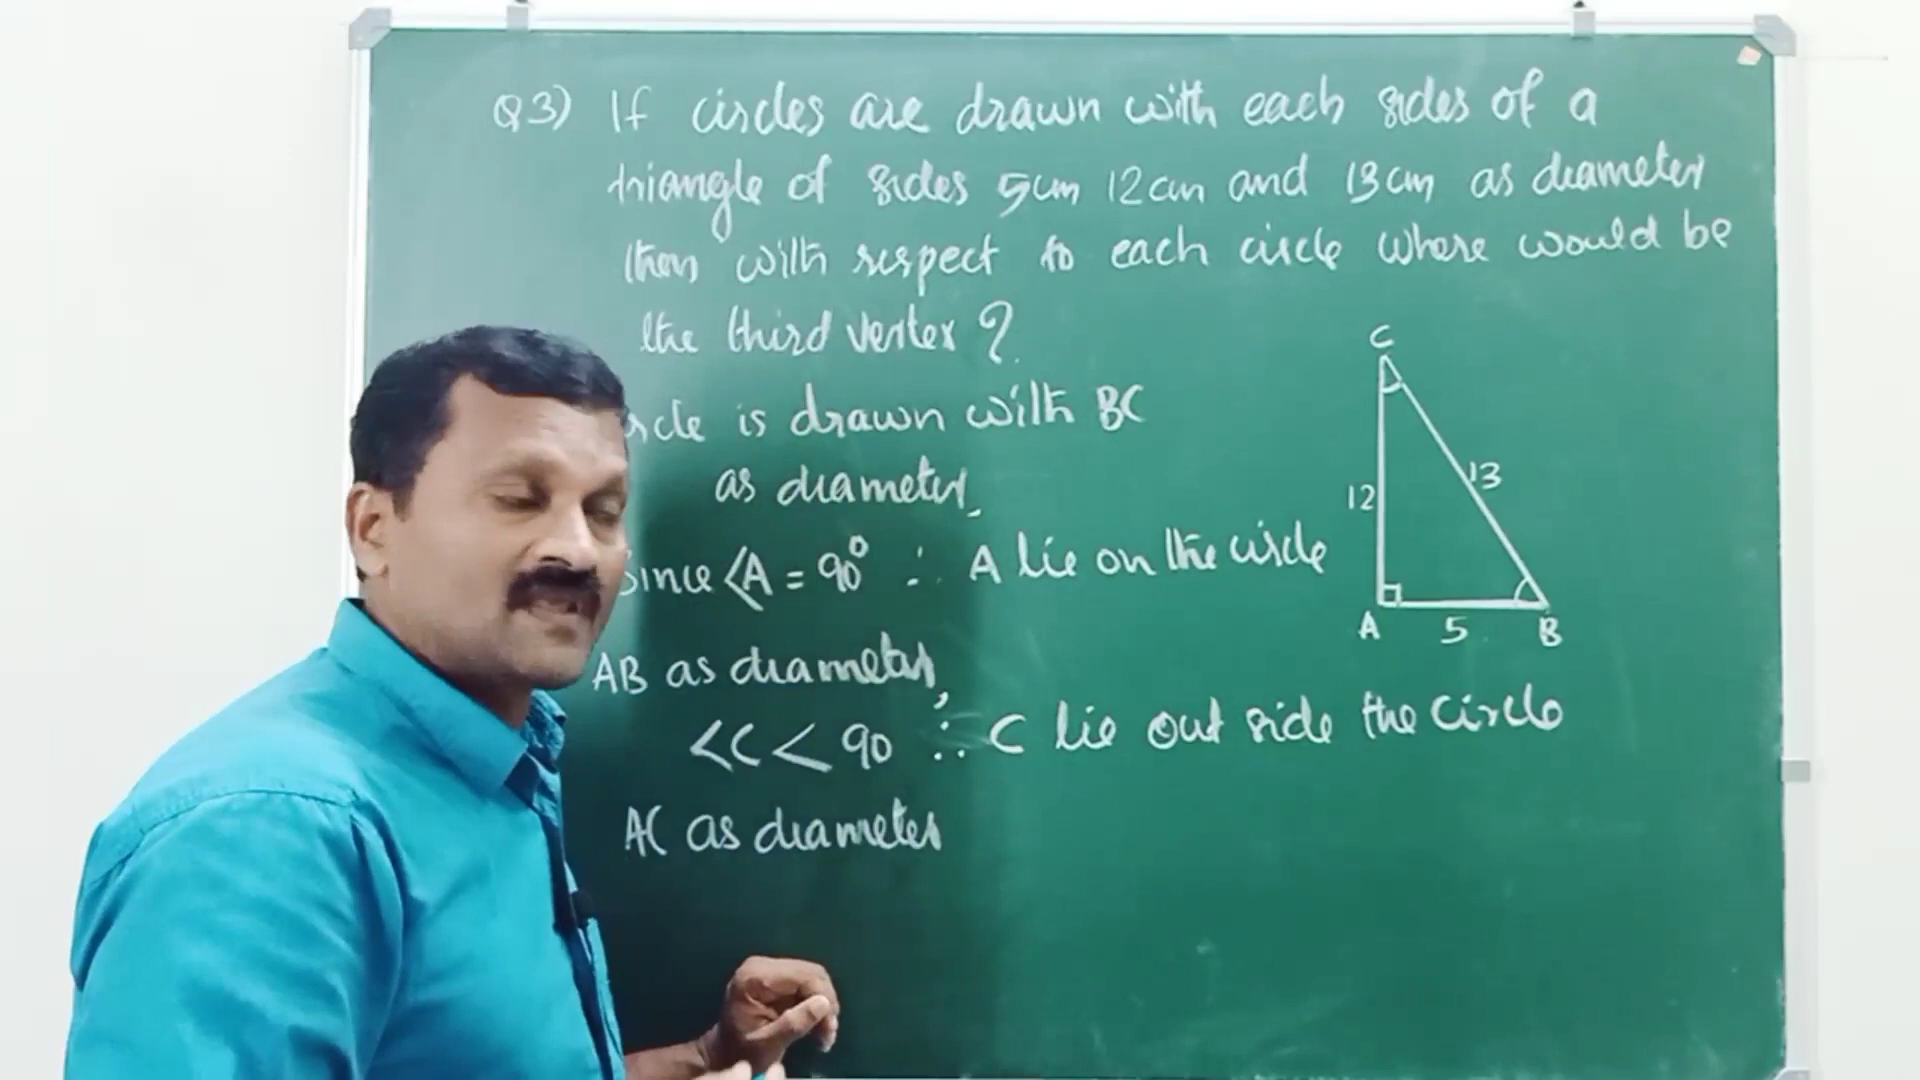 Q3) If circles are drawn with each sides of a
triangle of sides 5cm 12cm and 13cm as diameter
then with respect to each circle where would be
the third vertex ?
is drawn with BC
as diameter,
Since <A = 90° ∴ A lie on the circle
AB as diameter,
<C < 90 ∴ C lie out side the circle
AC as diameter
C
12
13
A
5
B